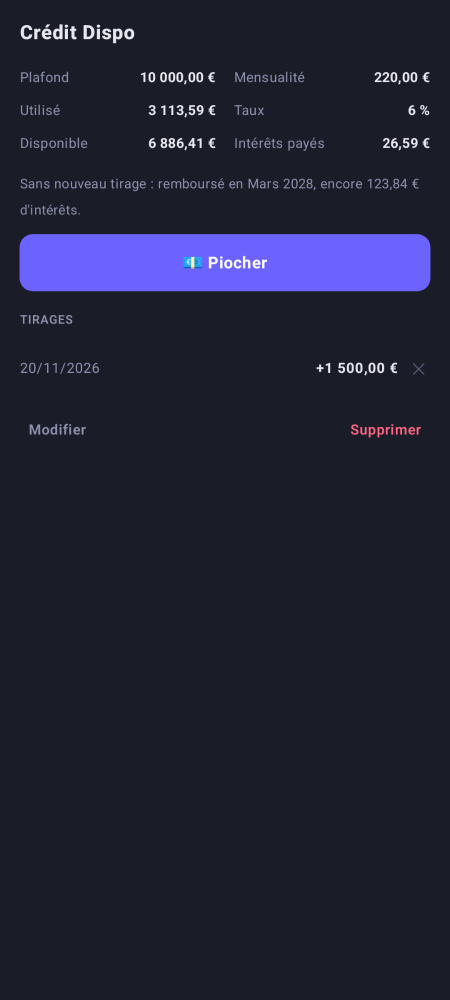 Crédit Dispo
Plafond 10 000,00 € Mensualité 220,00 €
Utilisé 3 113,59 € Taux 6 %
Disponible 6 886,41 € Intérêts payés 26,59 €
Sans nouveau tirage : remboursé en Mars 2028, encore 123,84 €
d'intérêts.
💶 Piocher
TIRAGES
20/11/2026 +1 500,00 €
Modifier Supprimer